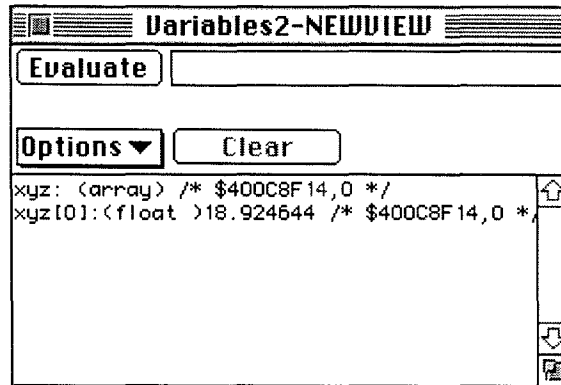 Variables2-NEWVIEW
Evaluate
Options
Clear
xyz: (array) /* $400C8F14,0 */
xyz[0]:(float )18.924644 /* $400C8F14,0 */